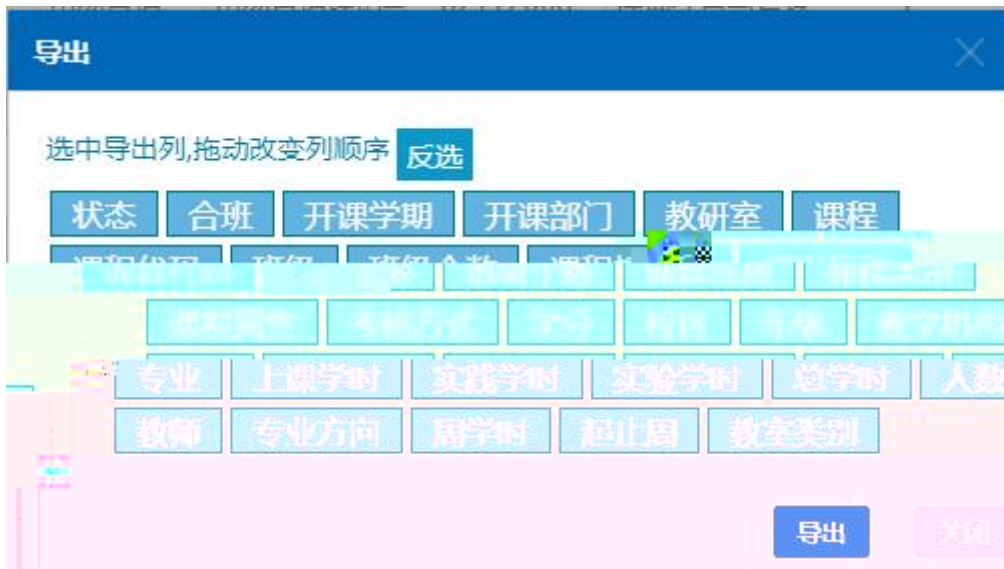 导出
选中导出列,拖动改变列顺序 反选
状态 合班 开课学期 开课部门 教研室 课程
课程代码 班级 班级个数
考核方式 学分 校区
专业 上课学时 实践学时 实验学时 总学时 人数
教师 专业方向 周学时 起止周 教室类别
导出 关闭